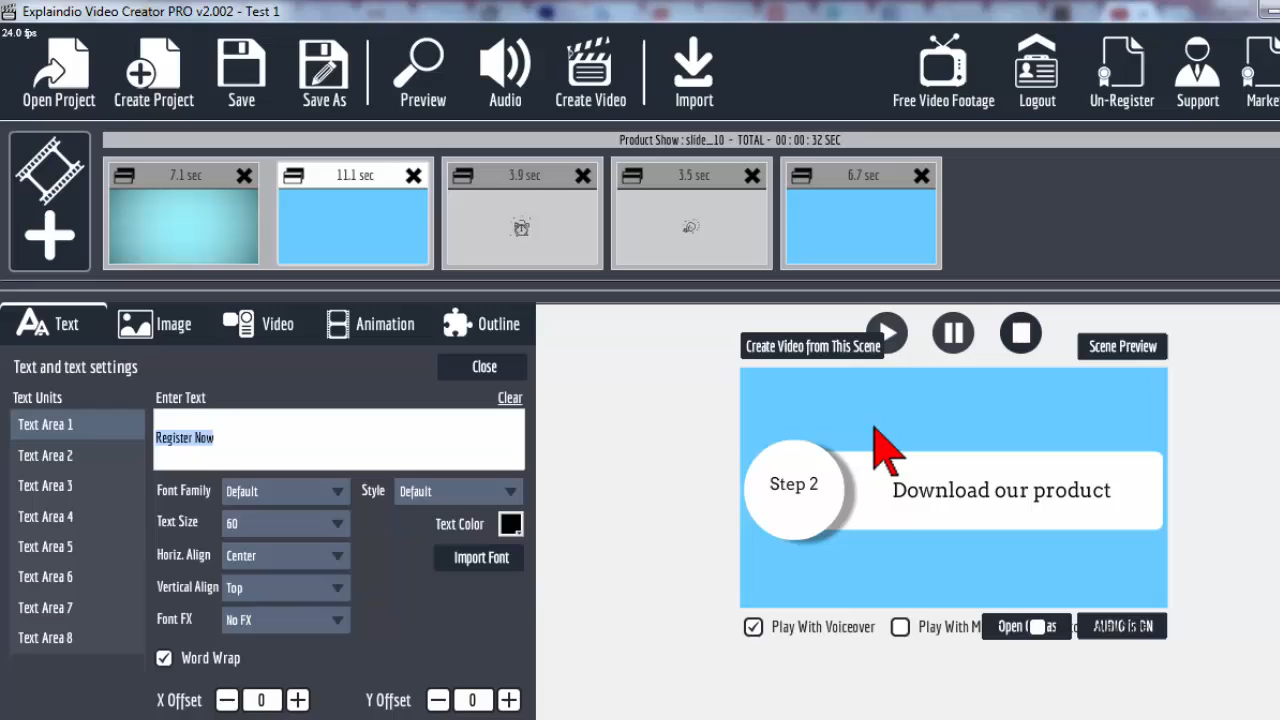 Explaindio Video Creator PRO v2.002 - Test 1
24.0 fps
Open Project
Create Project
Save
Save As
Preview
Audio
Create Video
Import
Free Video Footage
Logout
Un-Register
Support
Marke
Product Show : slide_10 - TOTAL - 00 : 00 : 32 SEC
7.1 sec
11.1 sec
3.9 sec
3.5 sec
6.7 sec
Text
Image
Video
Animation
Outline
Create Video from This Scene
Scene Preview
Text and text settings
Close
Text Units
Enter Text
Clear
Text Area 1
Text Area 2
Text Area 3
Text Area 4
Text Area 5
Text Area 6
Text Area 7
Text Area 8
Register Now
Font Family
Default
Style
Default
Text Size
60
Text Color
Horiz. Align
Center
Import Font
Vertical Align
Top
Font FX
No FX
Word Wrap
X Offset
0
Y Offset
0
Step 2
Download our product
Play With Voiceover
Play With M
AUDIO is ON